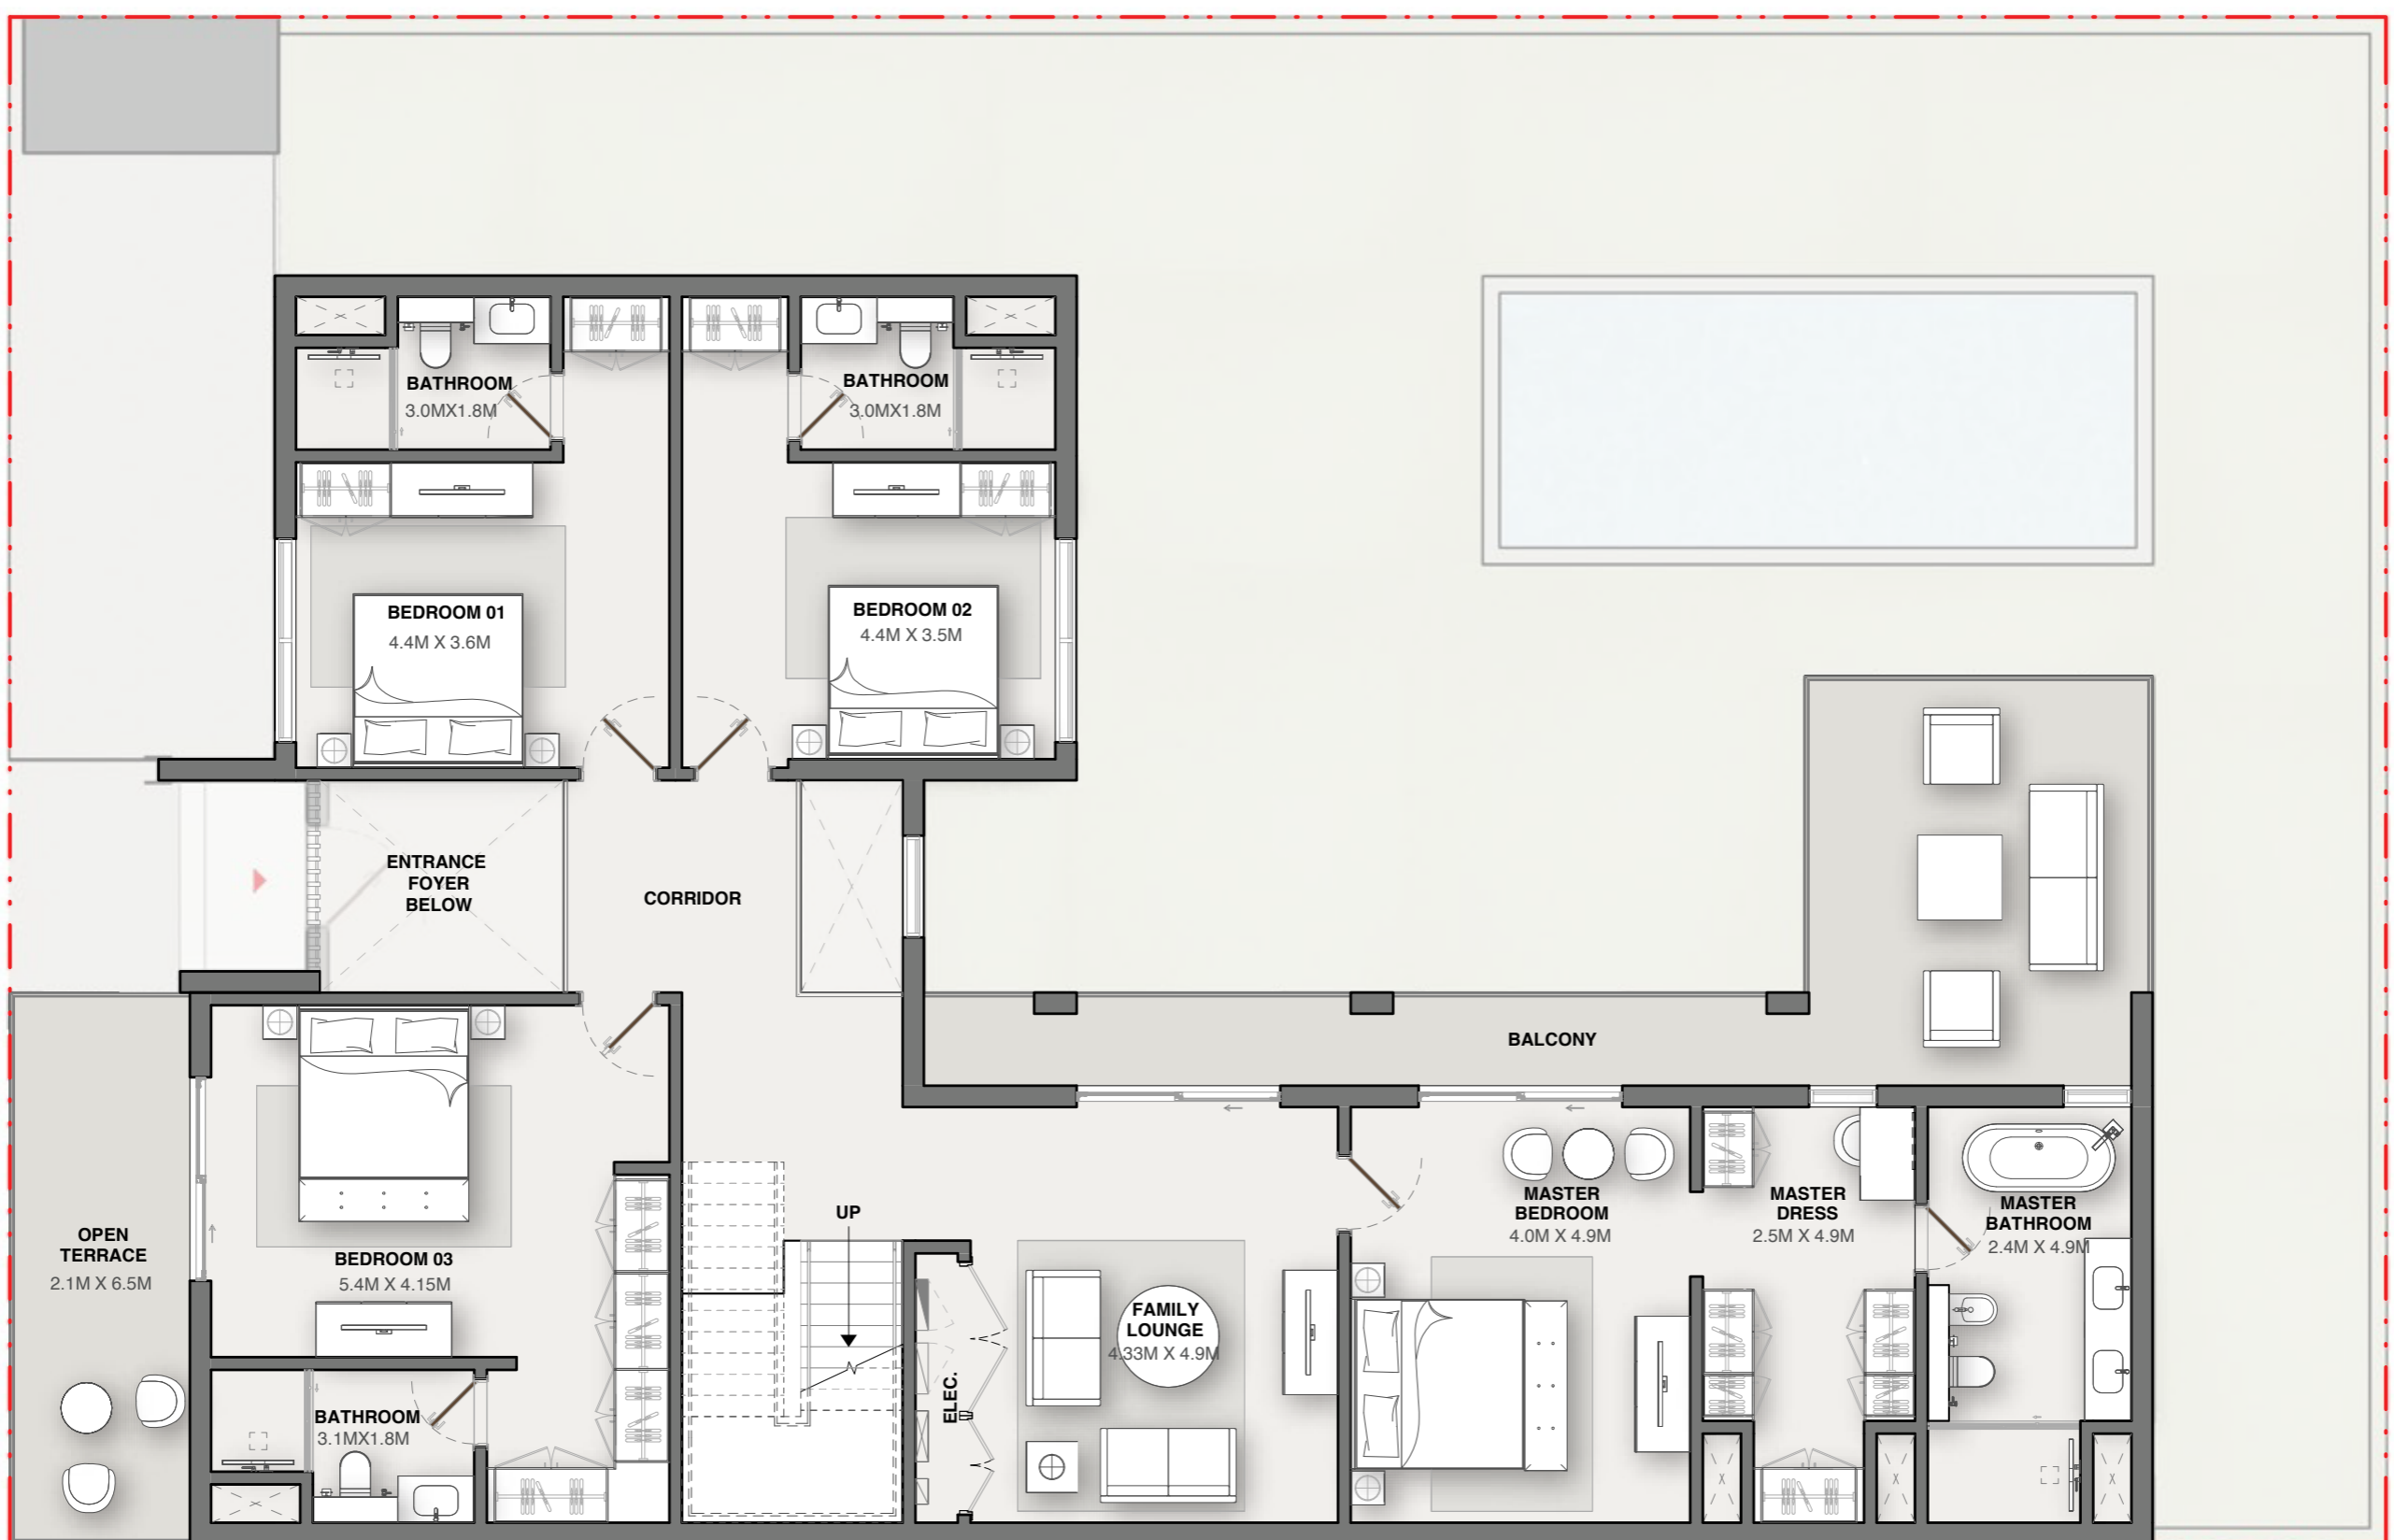 BATHROOM
3.0MX1.8M
BATHROOM
3.0MX1.8M
BEDROOM 01
4.4M X 3.6M
BEDROOM 02
4.4M X 3.5M
ENTRANCE
FOYER
BELOW
CORRIDOR
BALCONY
OPEN
TERRACE
2.1M X 6.5M
BEDROOM 03
5.4M X 4.15M
BATHROOM
3.1MX1.8M
UP
ELEC.
FAMILY
LOUNGE
4.33M X 4.9M
MASTER
BEDROOM
4.0M X 4.9M
MASTER
DRESS
2.5M X 4.9M
MASTER
BATHROOM
2.4M X 4.9M